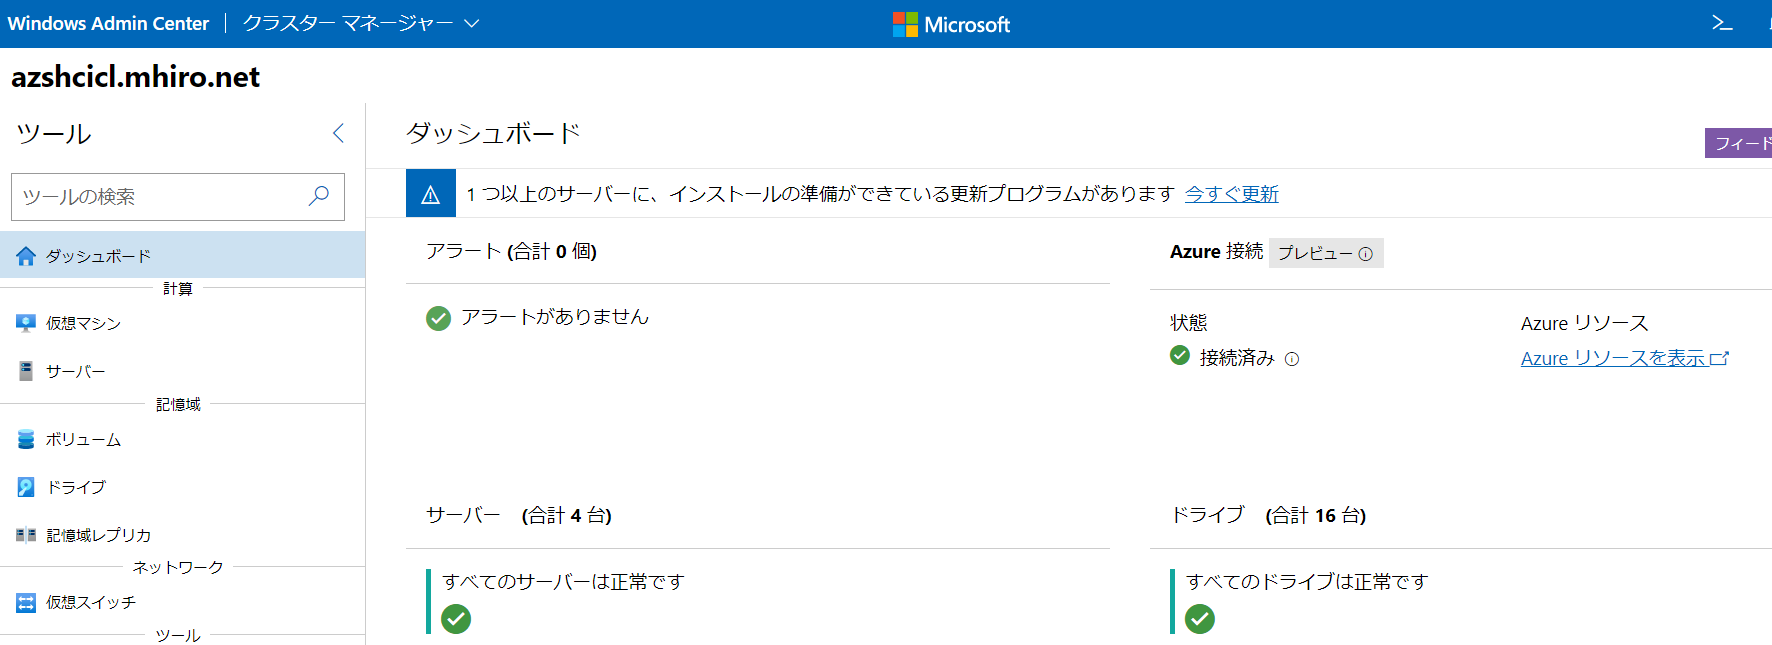 Windows Admin Center | クラスター マネージャー
Microsoft
azshcicl.mhiro.net
ツール
ツールの検索
ダッシュボード
計算
仮想マシン
サーバー
記憶域
ボリューム
ドライブ
記憶域レプリカ
ネットワーク
仮想スイッチ
ツール
ダッシュボード
フィード
1 つ以上のサーバーに、インストールの準備ができている更新プログラムがあります 今すぐ更新
アラート (合計 0 個)
アラートがありません
Azure 接続 プレビュー
状態
接続済み
Azure リソース
Azure リソースを表示
サーバー (合計 4 台)
すべてのサーバーは正常です
ドライブ (合計 16 台)
すべてのドライブは正常です